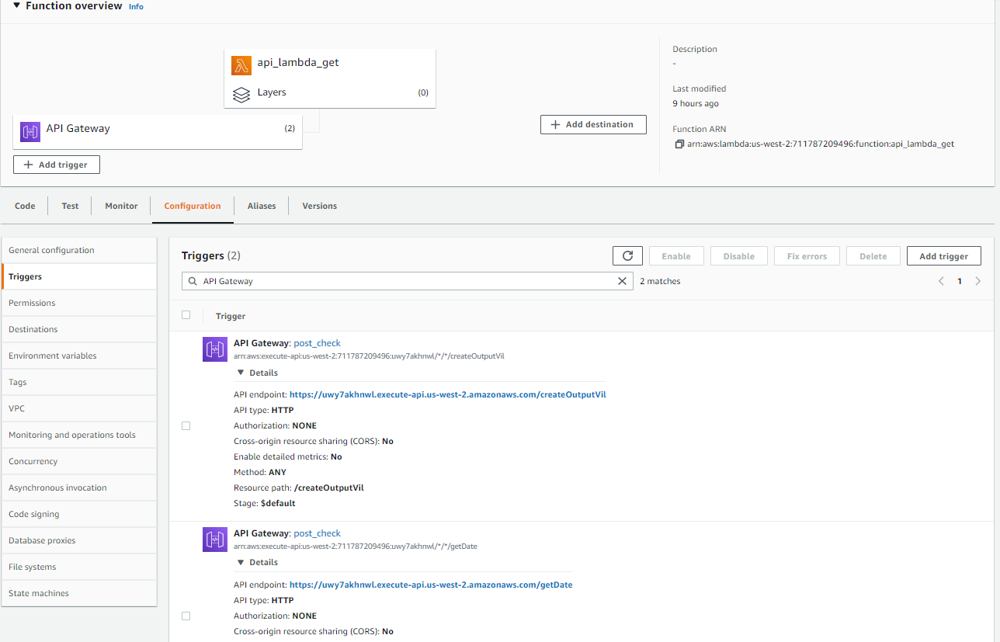 Function overview Info
api_lambda_get
Layers (0)
API Gateway (2)
Add trigger
Add destination
Description
-
Last modified
9 hours ago
Function ARN
arn:aws:lambda:us-west-2:711787209496:function:api_lambda_get
Code Test Monitor Configuration Aliases Versions
General configuration
Triggers
Permissions
Destinations
Environment variables
Tags
VPC
Monitoring and operations tools
Concurrency
Asynchronous invocation
Code signing
Database proxies
File systems
State machines
Triggers (2)
Enable Disable Fix errors Delete Add trigger
API Gateway 2 matches 1
Trigger
API Gateway: post_check
arn:aws:execute-api:us-west-2:711787209496:uwy7akhnwl/*/*/createOutputVil
Details
API endpoint: https://uwy7akhnwl.execute-api.us-west-2.amazonaws.com/createOutputVil
API type: HTTP
Authorization: NONE
Cross-origin resource sharing (CORS): No
Enable detailed metrics: No
Method: ANY
Resource path: /createOutputVil
Stage: $default
API Gateway: post_check
arn:aws:execute-api:us-west-2:711787209496:uwy7akhnwl/*/*/getDate
Details
API endpoint: https://uwy7akhnwl.execute-api.us-west-2.amazonaws.com/getDate
API type: HTTP
Authorization: NONE
Cross-origin resource sharing (CORS): No